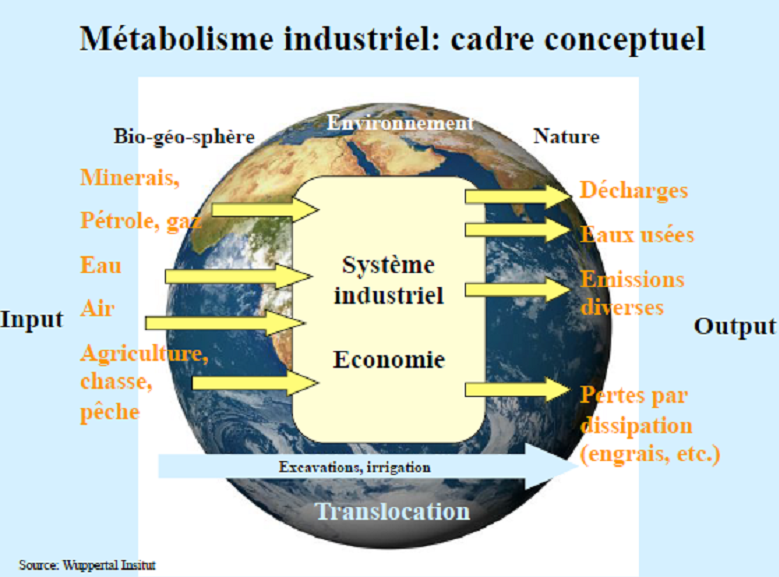 Métabolisme industriel: cadre conceptuel
Environnement
Bio-géo-sphère
Nature
Minerais,
Pétrole, gaz
Eau
Air
Agriculture,
chasse,
pêche
Input
Système
industriel
Economie
Décharges
Eaux usées
Emissions
diverses
Output
Pertes par
dissipation
(engrais, etc.)
Excavations, irrigation
Translocation
Source: Wuppertal Insitut